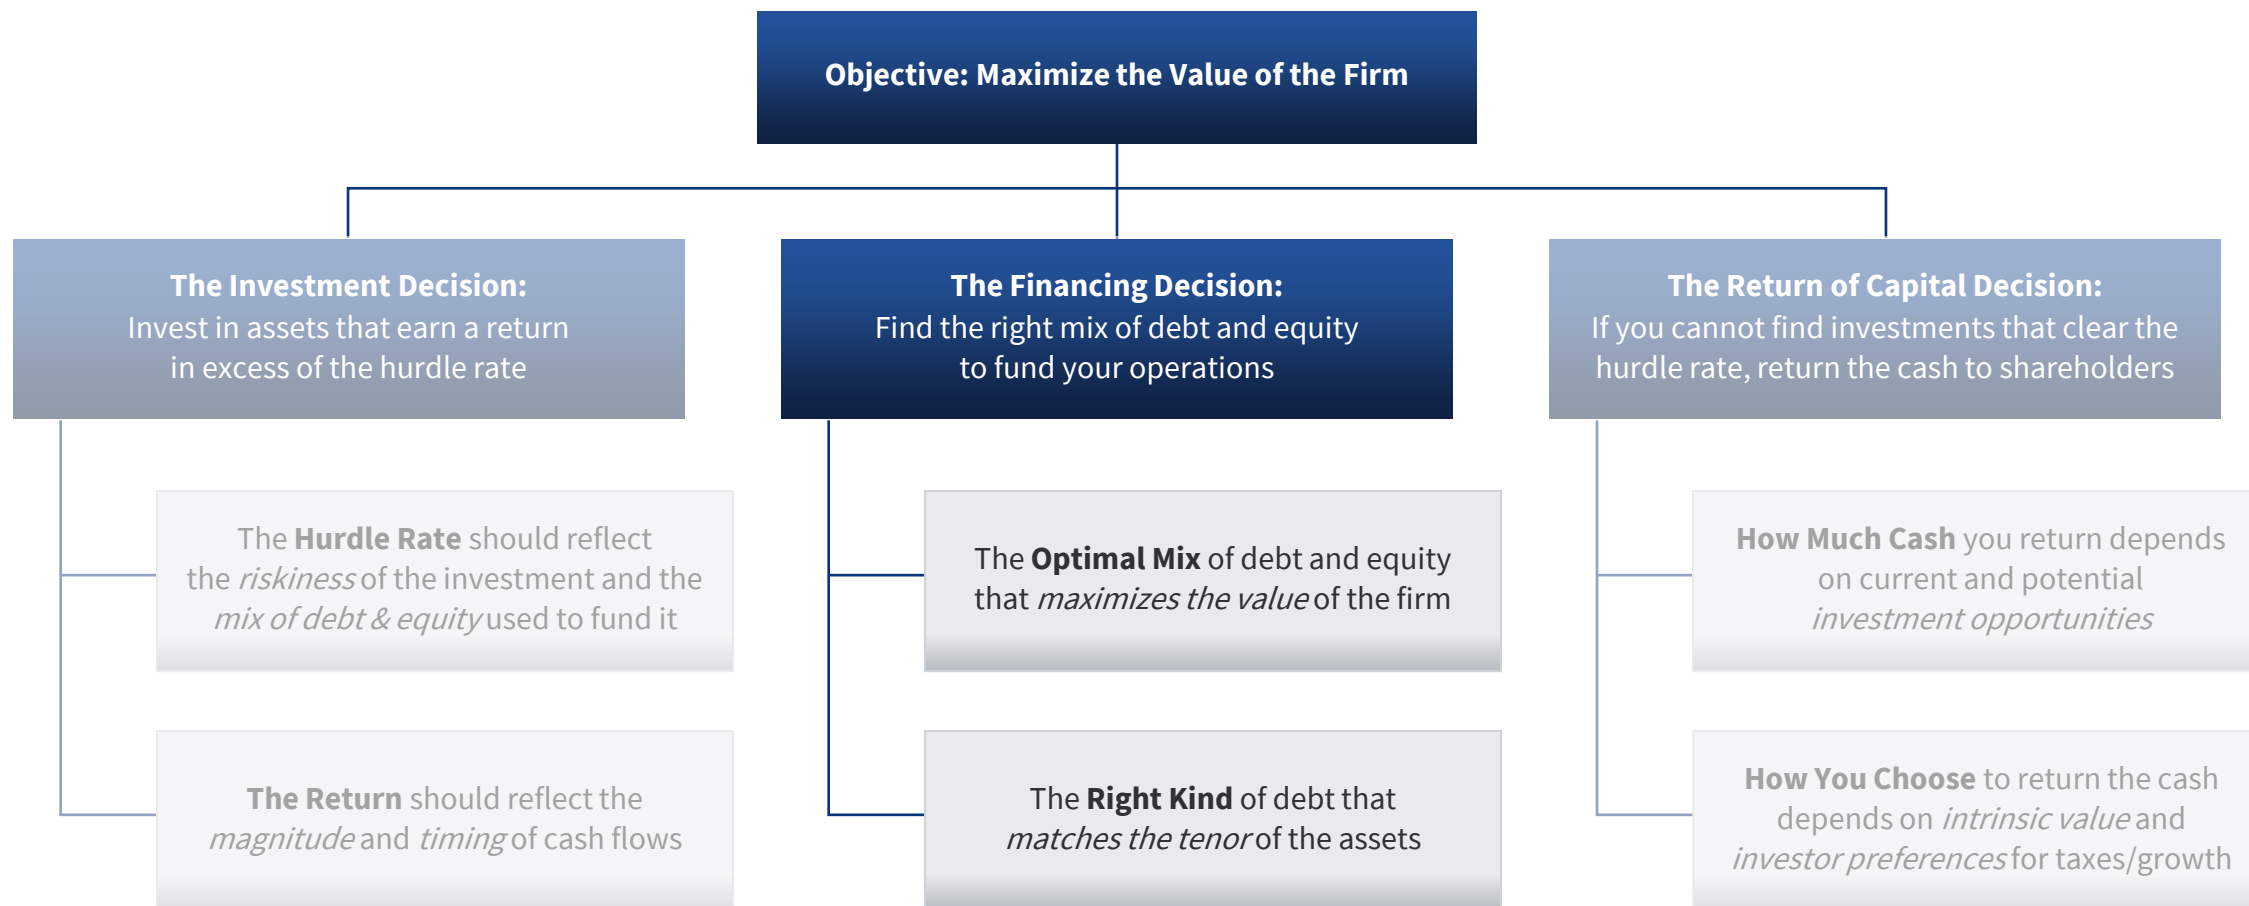 Objective: Maximize the Value of the Firm
The Investment Decision:
Invest in assets that earn a return
in excess of the hurdle rate
The Hurdle Rate should reflect
the riskiness of the investment and the
mix of debt & equity used to fund it
The Return should reflect the
magnitude and timing of cash flows
The Financing Decision:
Find the right mix of debt and equity
to fund your operations
The Optimal Mix of debt and equity
that maximizes the value of the firm
The Right Kind of debt that
matches the tenor of the assets
The Return of Capital Decision:
If you cannot find investments that clear the
hurdle rate, return the cash to shareholders
How Much Cash you return depends
on current and potential
investment opportunities
How You Choose to return the cash
depends on intrinsic value and
investor preferences for taxes/growth